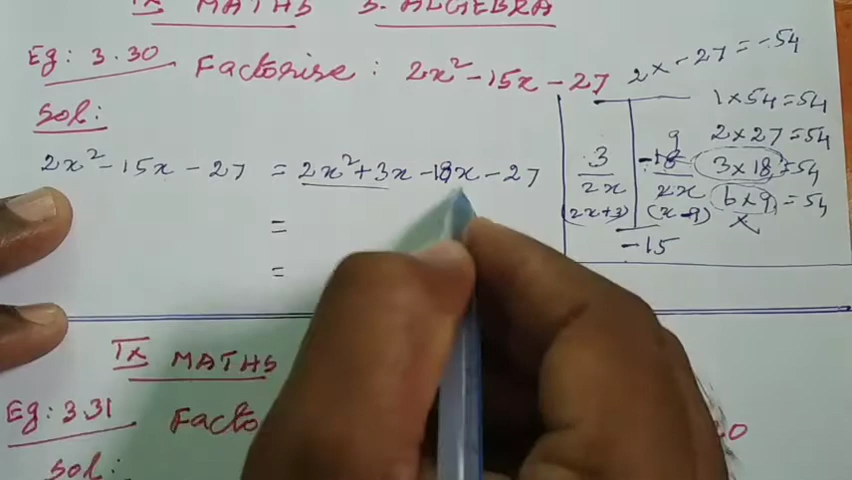 IX MATHS 3. ALGEBRA
Eg: 3.30 Factorise: 2x² - 15x - 27
Sol:
2x² - 15x - 27 = 2x² + 3x - 18x - 27
=
=
2 x -27 = -54
1 x 54 = 54
2 x 27 = 54
3 x 18 = 54
6 x 9 = 54
x
9
3 -18
2x 2x
(2x+3) (x-9)
-15
IX MATHS
Eg: 3.31 Facto
Sol: